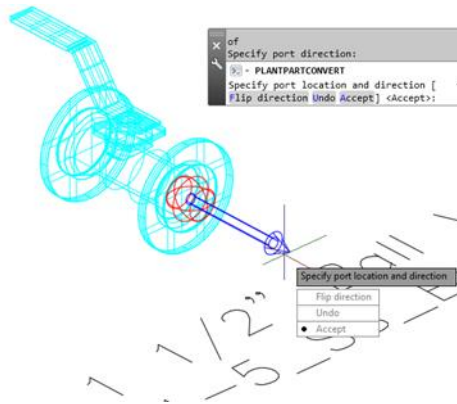 of
Specify port direction:
- PLANTPARTCONVERT
Specify port location and direction [
Flip direction Undo Accept] <Accept>:
Specify port location and direction
Flip direction
Undo
Accept
1 1/2” Ball